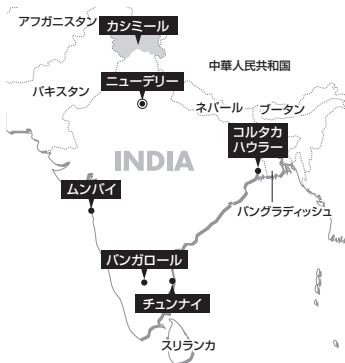 アフガニスタン
カシミール
中華人民共和国
ニューデリー
パキスタン
ネパール
ブータン
コルタカ
ハウラー
INDIA
ムンバイ
バングラディッシュ
バンガロール
チュンナイ
スリランカ